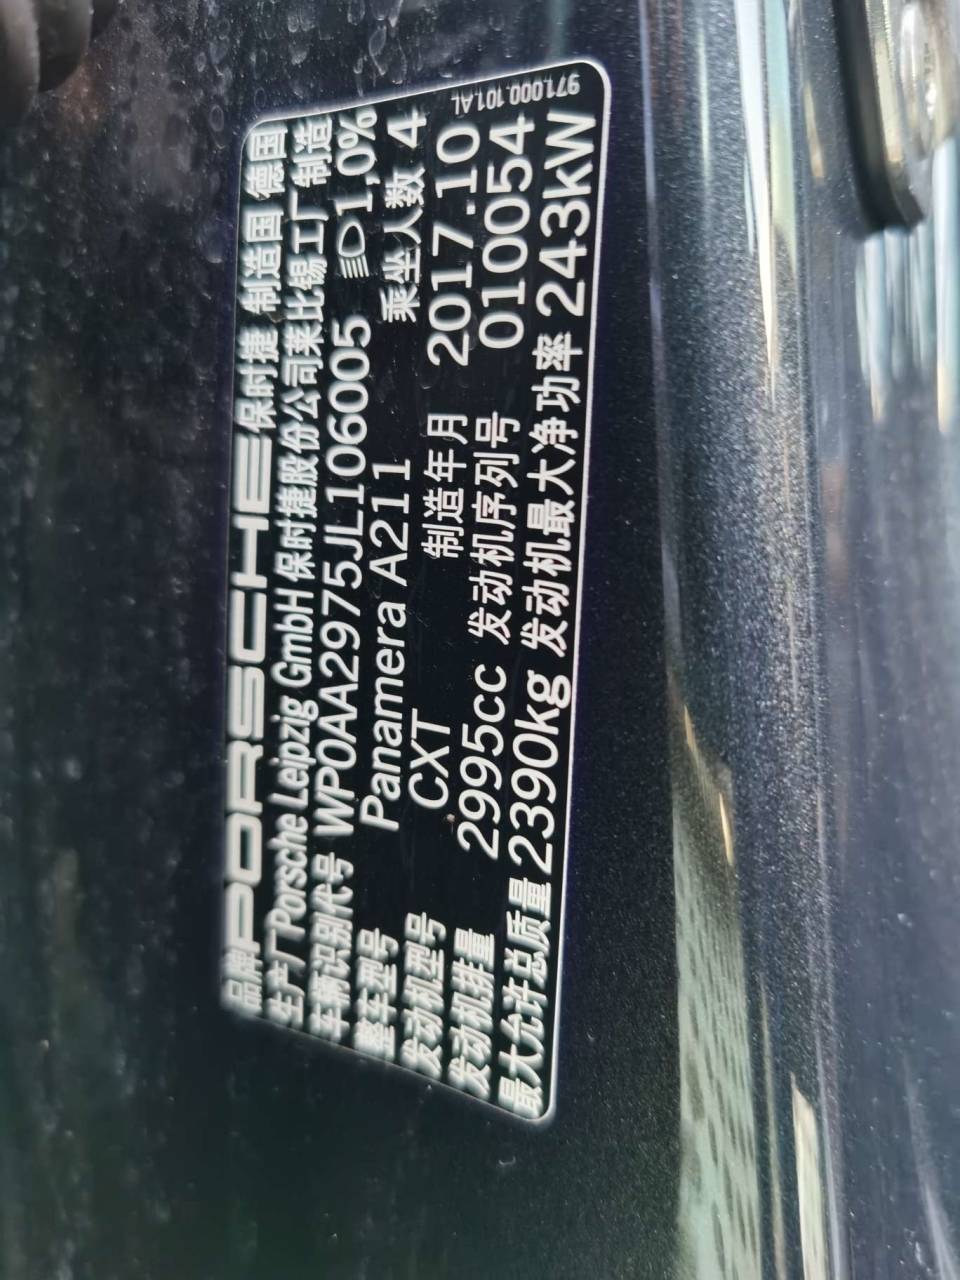 品牌PORSCHE保时捷 制造国 德国
生产厂Porsche Leipzig GmbH 保时捷股份公司莱比锡工厂制造
车辆识别代号 WP0AA2975JL106005 1,0%
整车型号 Panamera A211 乘坐人数 4
发动机型号 CXT 制造年月 2017.10
发动机排量 2995cc 发动机序列号 010054
最大允许总质量2390kg 发动机最大净功率 243kW
971.000.101.AL